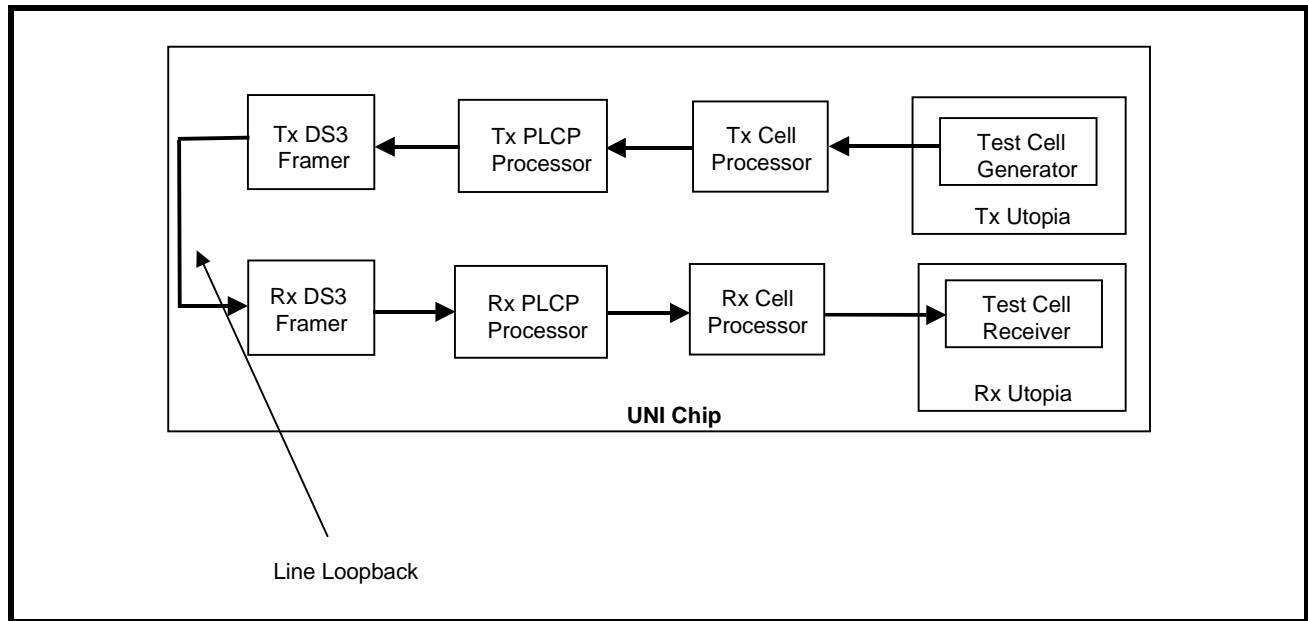 Tx DS3
Framer
Tx PLCP
Processor
Tx Cell
Processor
Test Cell
Generator
Tx Utopia
Rx DS3
Framer
Rx PLCP
Processor
Rx Cell
Processor
Test Cell
Receiver
Rx Utopia
UNI Chip
Line Loopback